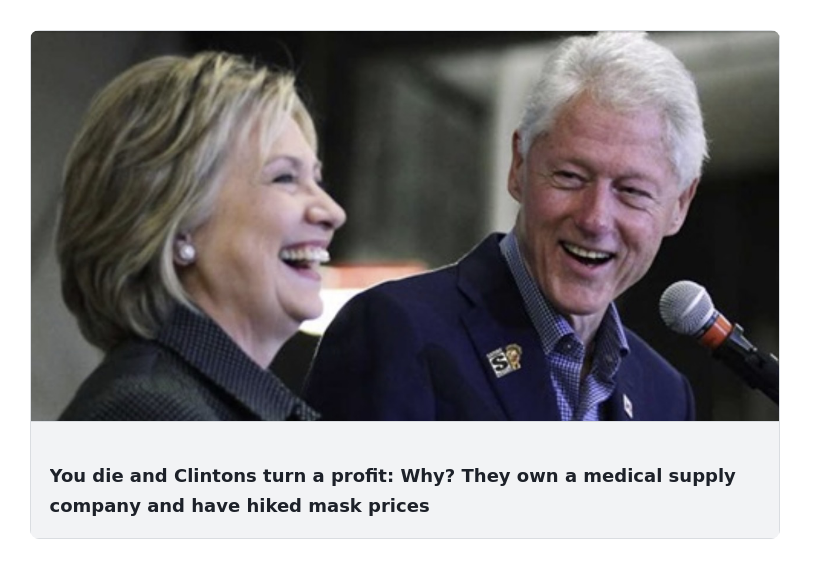 You die and Clintons turn a profit: Why? They own a medical supply
company and have hiked mask prices